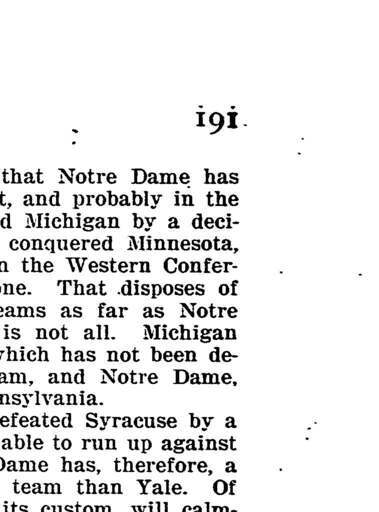 191
that Notre Dame has
t, and probably in the
d Michigan by a deci-
conquered Minnesota,
n the Western Confer-
one. That disposes of
eams as far as Notre
is not all. Michigan
which has not been de-
am, and Notre Dame,
nsylvania.
efeated Syracuse by a
able to run up against
Dame has, therefore, a
team than Yale. Of
its custom, will calm-